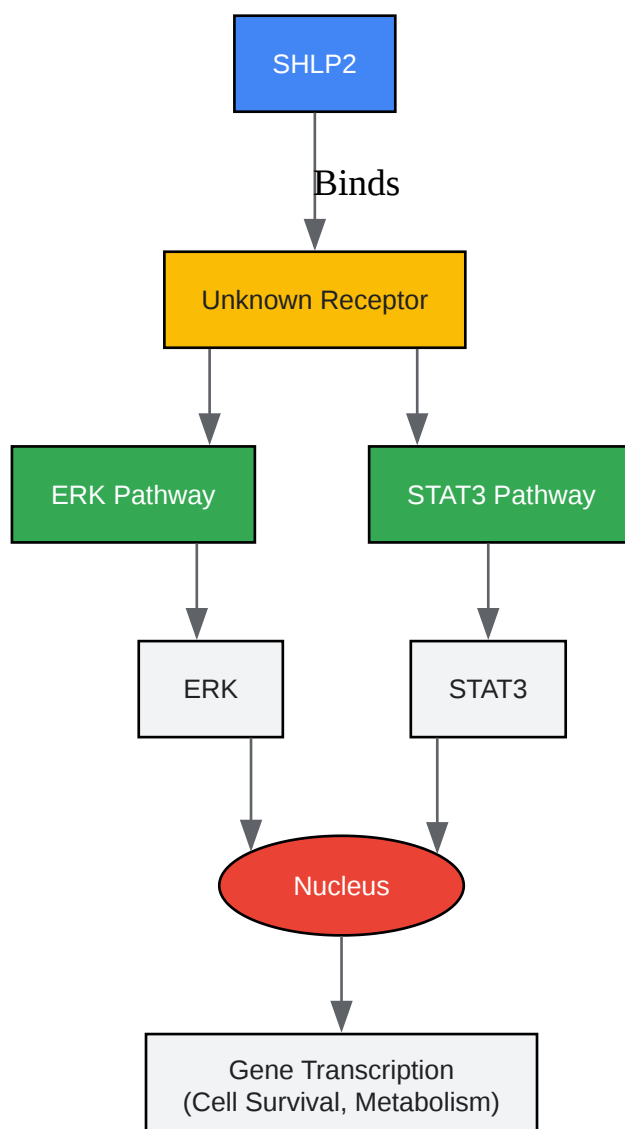 SHLP2
Binds
Unknown Receptor
ERK Pathway
STAT3 Pathway
ERK
STAT3
Nucleus
Gene Transcription
(Cell Survival, Metabolism)